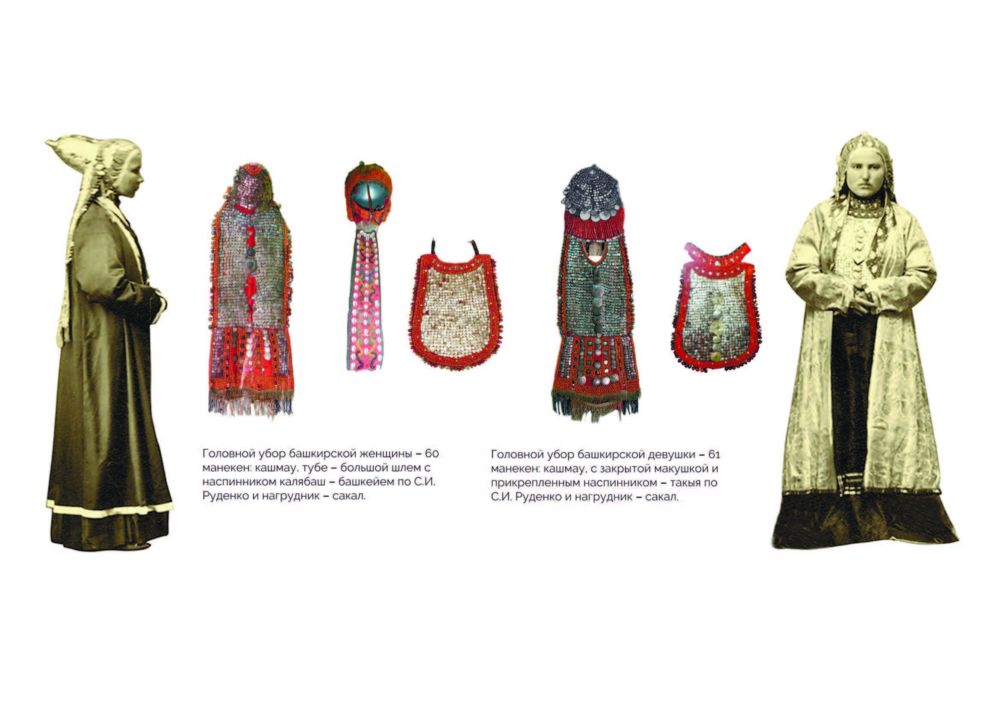 Головной убор башкирской женщины – 60
манекен: кашмау, тубе – большой шлем с
наспинником калябаш – башкейем по С.И.
Руденко и нагрудник – сакал.
Головной убор башкирской девушки – 61
манекен: кашмау, с закрытой макушкой и
прикрепленным наспинником – такыя по
С.И. Руденко и нагрудник – сакал.